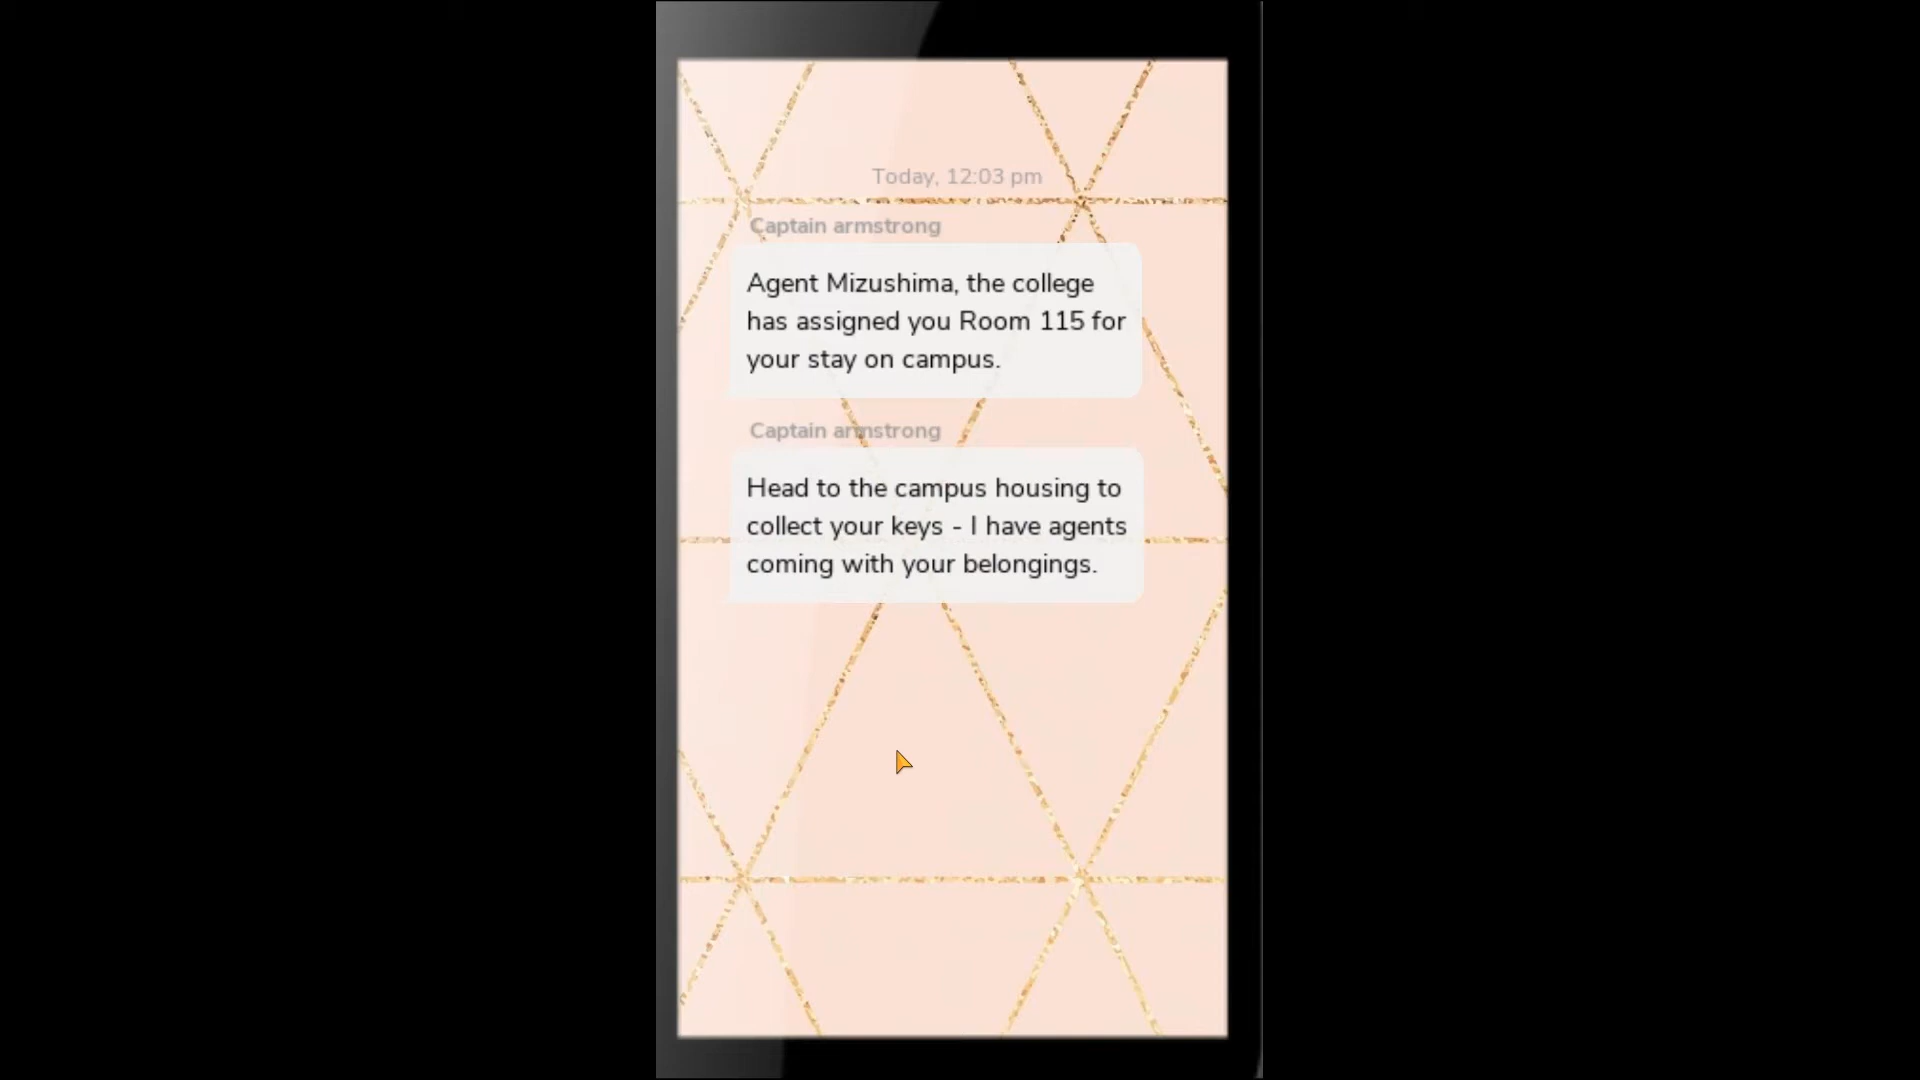 Today, 12:03 pm
Captain armstrong
Agent Mizushima, the college
has assigned you Room 115 for
your stay on campus.
Captain armstrong
Head to the campus housing to
collect your keys - I have agents
coming with your belongings.